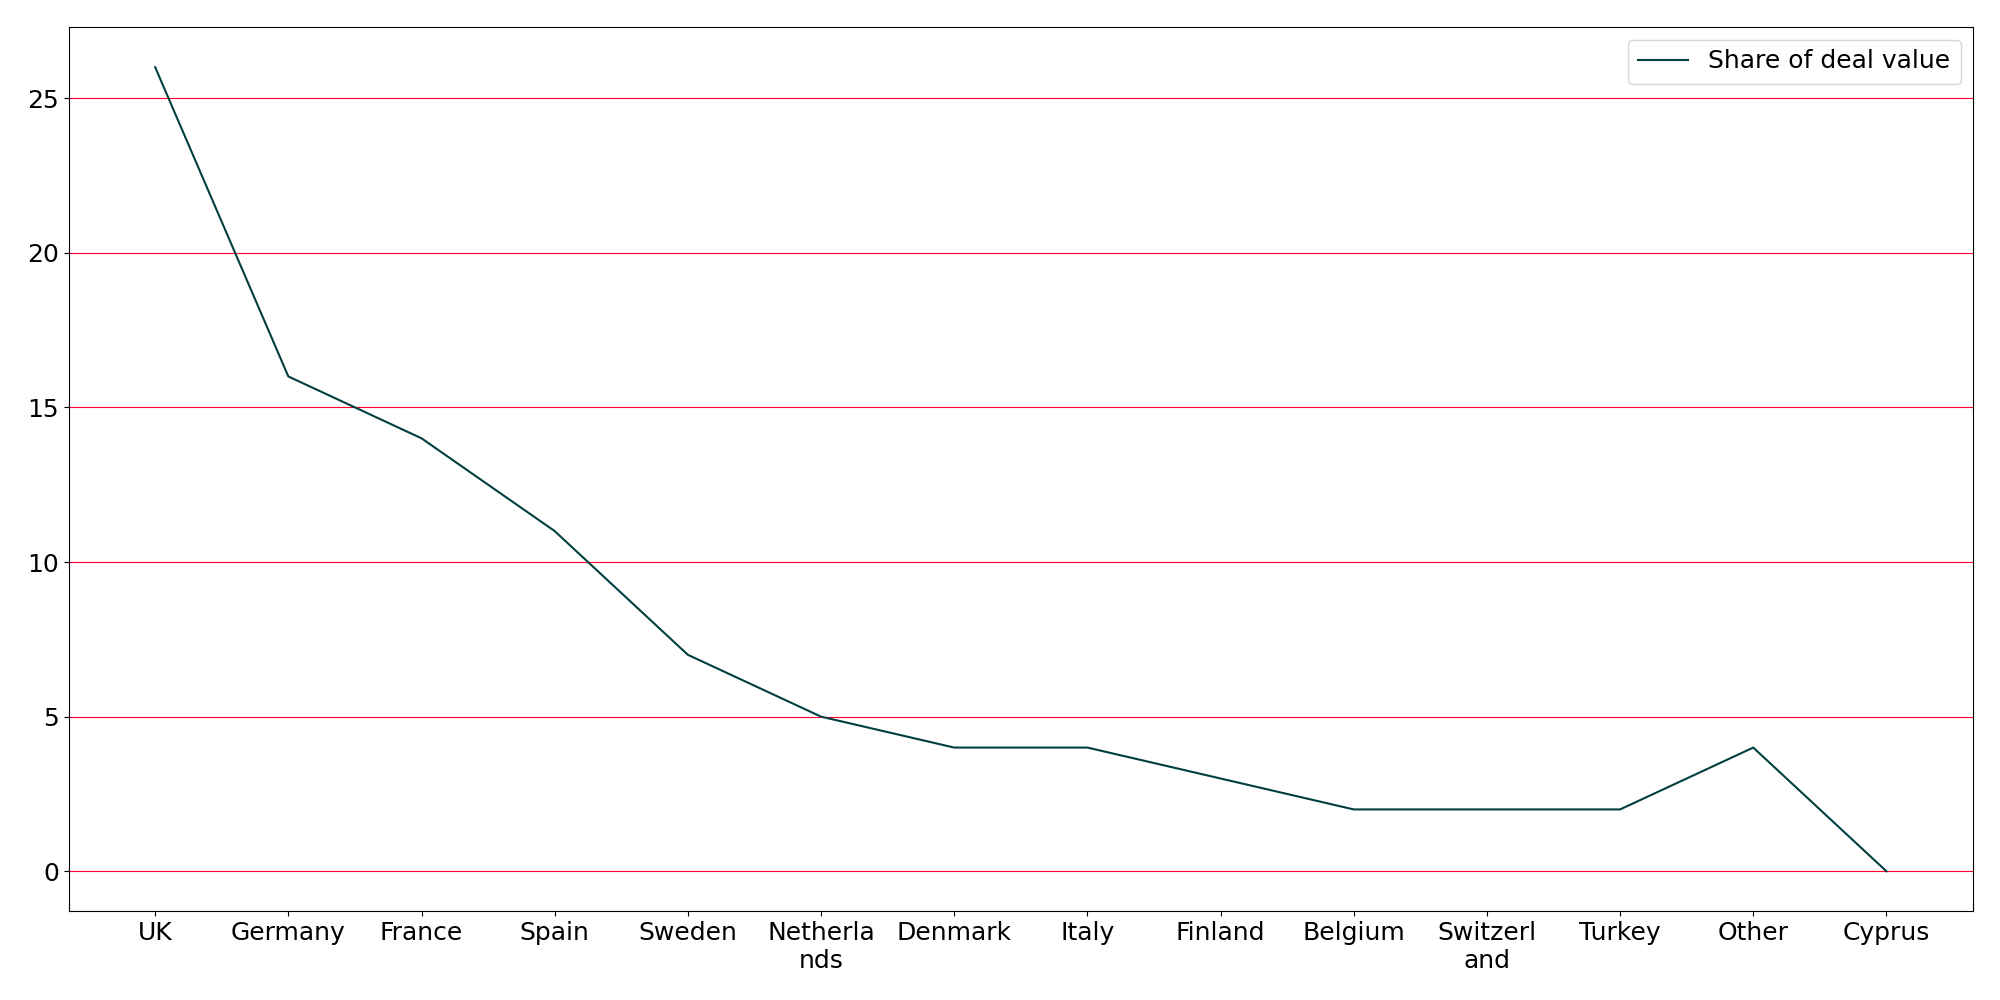 Share of deal value
25
20
15
10
5
0
UK Germany France Spain Sweden Netherla Denmark Italy Finland Belgium Switzerl Turkey Other Cyprus
nds and